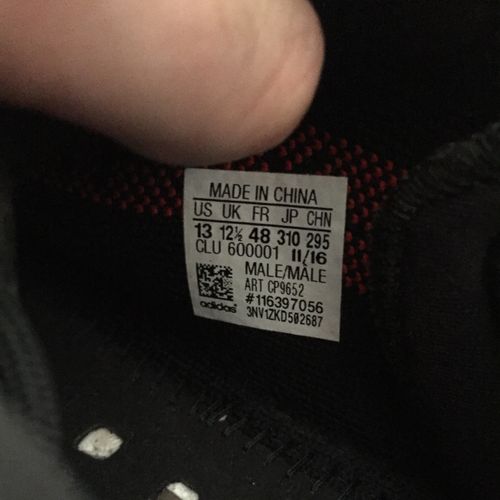 MADE IN CHINA
US UK FR JP CHN
13 12½ 48 310 295
CLU 600001 11/16
MALE/MÂLE
ART CP9652
#116397056
adidas 3NV1ZKD502687